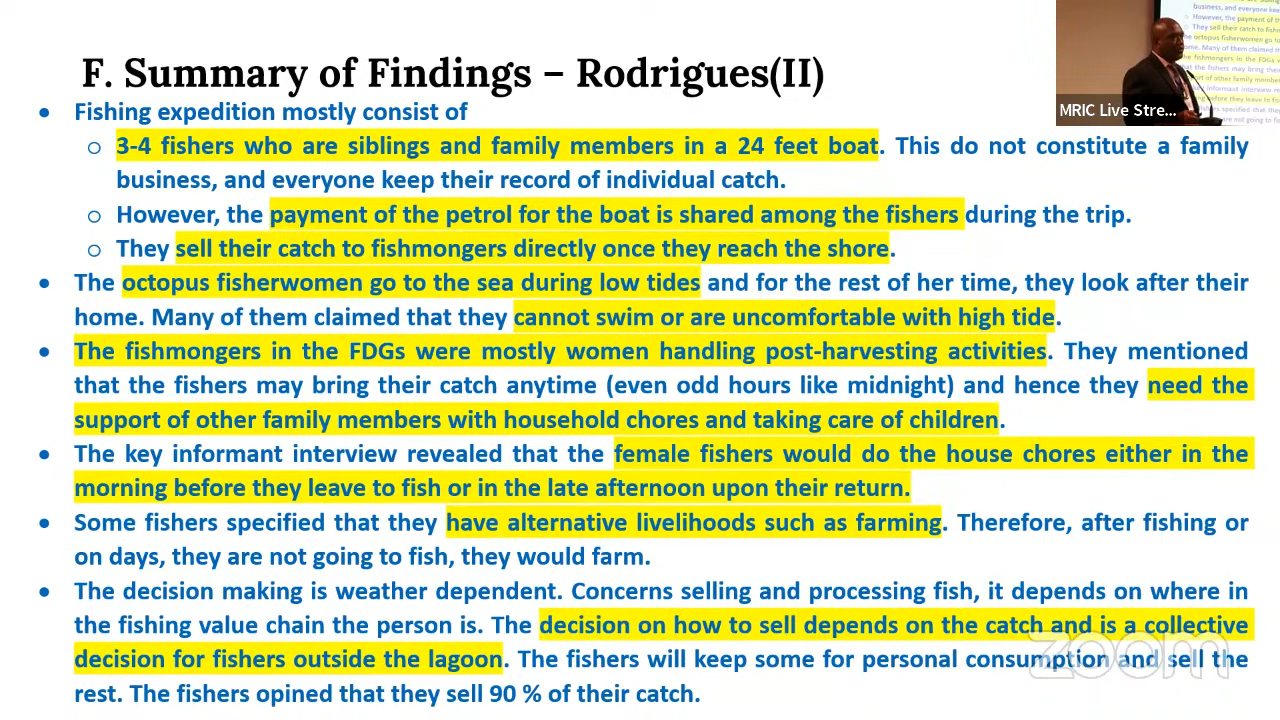 F. Summary of Findings – Rodrigues(II)
• Fishing expedition mostly consist of
o 3-4 fishers who are siblings and family members in a 24 feet boat. This do not constitute a family
business, and everyone keep their record of individual catch.
o However, the payment of the petrol for the boat is shared among the fishers during the trip.
o They sell their catch to fishmongers directly once they reach the shore.
• The octopus fisherwomen go to the sea during low tides and for the rest of her time, they look after their
home. Many of them claimed that they cannot swim or are uncomfortable with high tide.
• The fishmongers in the FDGs were mostly women handling post-harvesting activities. They mentioned
that the fishers may bring their catch anytime (even odd hours like midnight) and hence they need the
support of other family members with household chores and taking care of children.
• The key informant interview revealed that the female fishers would do the house chores either in the
morning before they leave to fish or in the late afternoon upon their return.
• Some fishers specified that they have alternative livelihoods such as farming. Therefore, after fishing or
on days, they are not going to fish, they would farm.
• The decision making is weather dependent. Concerns selling and processing fish, it depends on where in
the fishing value chain the person is. The decision on how to sell depends on the catch and is a collective
decision for fishers outside the lagoon. The fishers will keep some for personal consumption and sell the
rest. The fishers opined that they sell 90 % of their catch.
MRIC Live Stre...
zoom